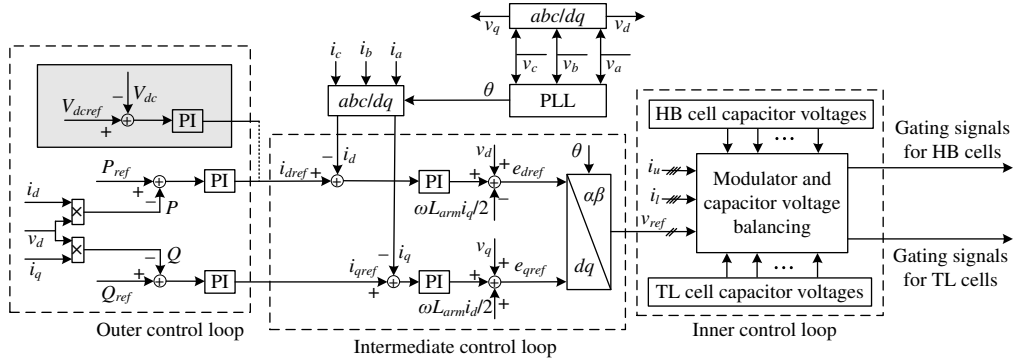 abc/dq
v_q
v_d
v_c
v_b
v_a
PLL
i_c
i_b
i_a
abc/dq
θ
V_dcref
−
V_dc
+
PI
P_ref
+
−
P
PI
i_d
×
v_d
×
i_q
Q
−
+
Q_ref
PI
Outer control loop
i_dref
+
−
i_d
PI
+
v_d
+
−
e_dref
ωL_arm i_q/2
i_qref
+
−
i_q
PI
+
v_q
+
+
e_qref
ωL_arm i_d/2
θ
αβ
dq
Intermediate control loop
HB cell capacitor voltages
...
i_u
i_l
v_ref
Modulator and
capacitor voltage
balancing
...
TL cell capacitor voltages
Inner control loop
Gating signals
for HB cells
Gating signals
for TL cells